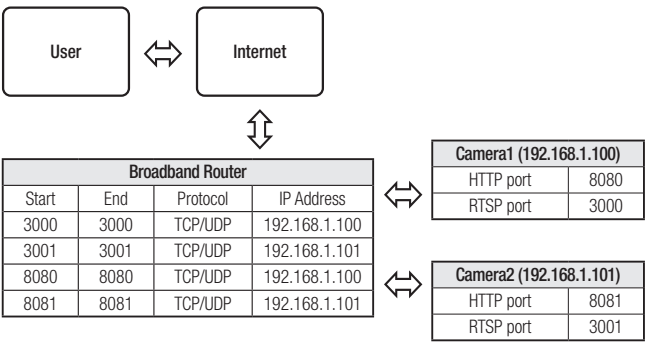 User
Internet
Broadband Router
Start End Protocol IP Address
3000 3000 TCP/UDP 192.168.1.100
3001 3001 TCP/UDP 192.168.1.101
8080 8080 TCP/UDP 192.168.1.100
8081 8081 TCP/UDP 192.168.1.101
Camera1 (192.168.1.100)
HTTP port 8080
RTSP port 3000
Camera2 (192.168.1.101)
HTTP port 8081
RTSP port 3001